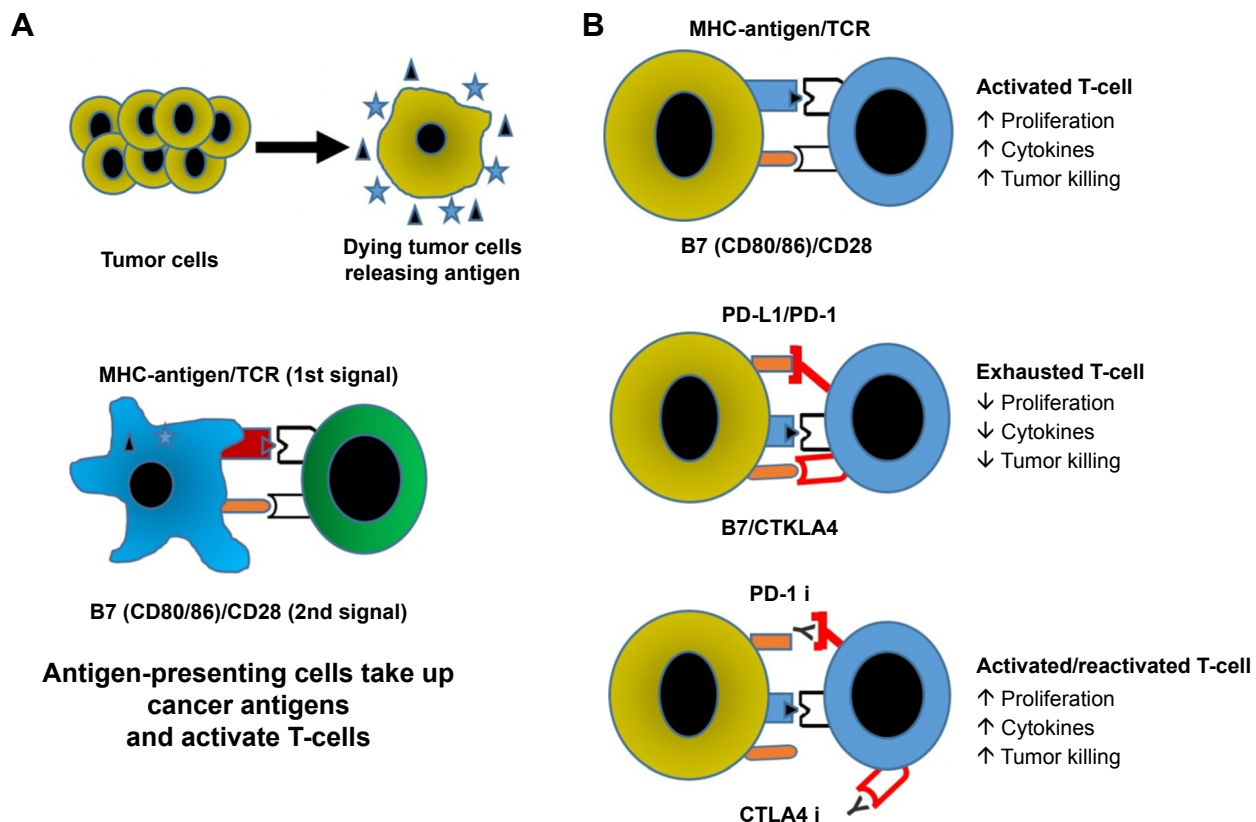 A
Tumor cells
Dying tumor cells
releasing antigen
MHC-antigen/TCR (1st signal)
B7 (CD80/86)/CD28 (2nd signal)
Antigen-presenting cells take up
cancer antigens
and activate T-cells
B
MHC-antigen/TCR
B7 (CD80/86)/CD28
Activated T-cell
↑ Proliferation
↑ Cytokines
↑ Tumor killing
PD-L1/PD-1
B7/CTKLA4
Exhausted T-cell
↓ Proliferation
↓ Cytokines
↓ Tumor killing
PD-1 i
CTLA4 i
Activated/reactivated T-cell
↑ Proliferation
↑ Cytokines
↑ Tumor killing